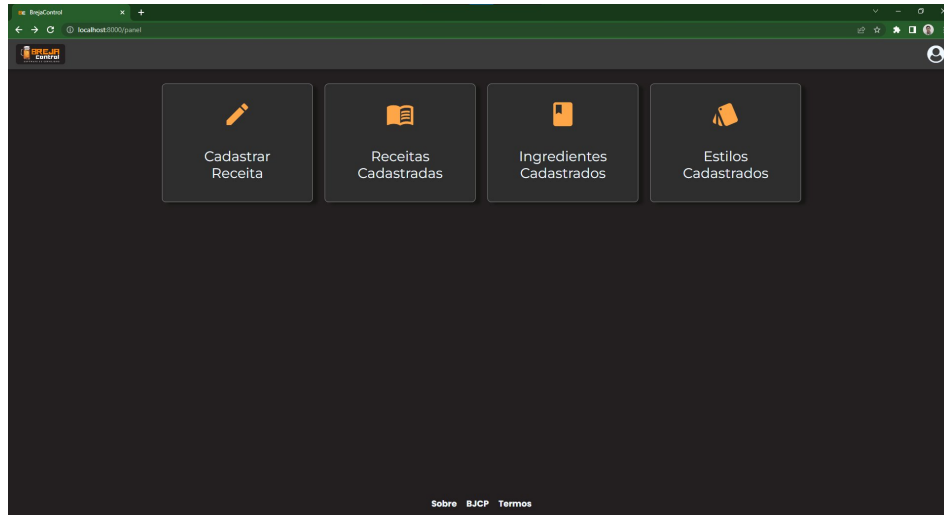 BrejaControl
localhost:8000/panel
BREJA
Control
Cadastrar
Receita
Receitas
Cadastradas
Ingredientes
Cadastrados
Estilos
Cadastrados
Sobre BJCP Termos